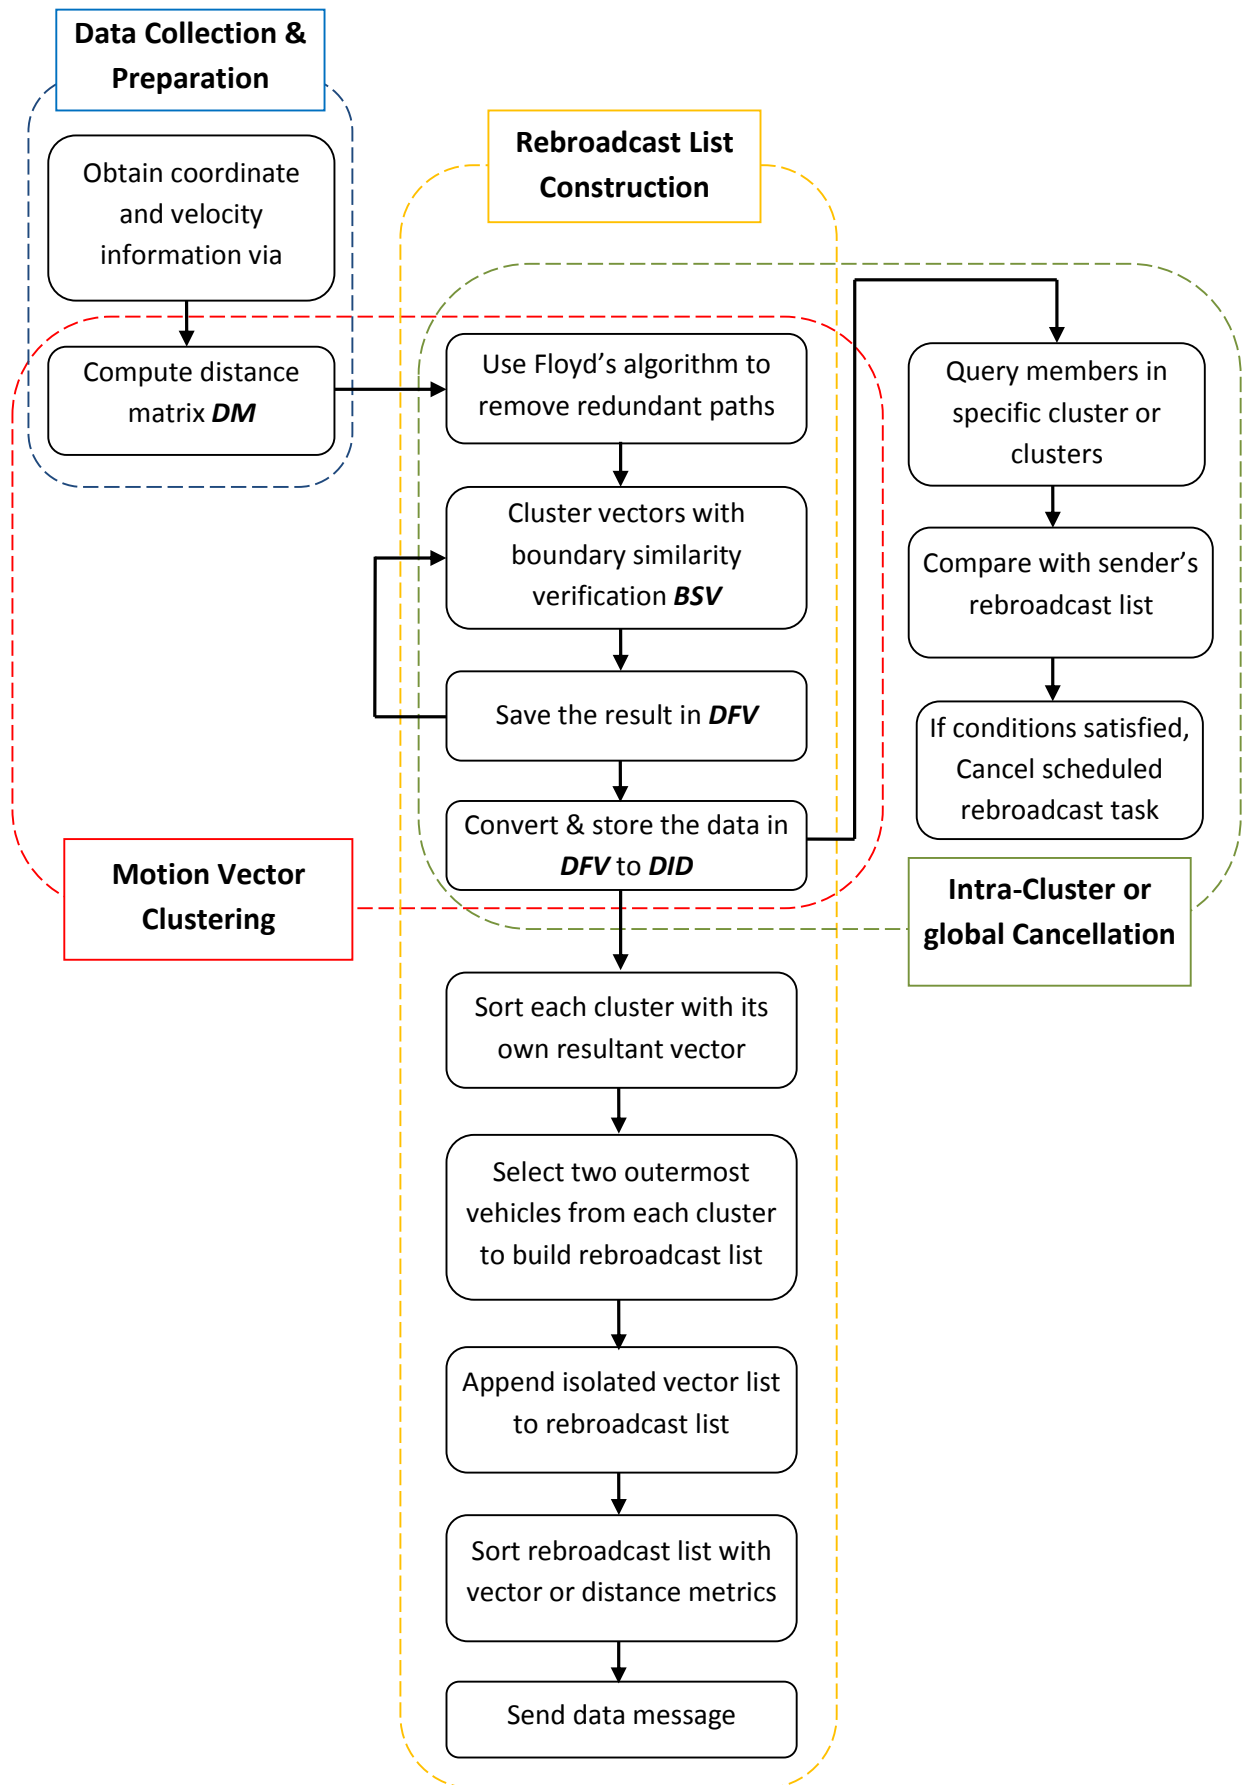 Data Collection &
Preparation
Obtain coordinate
and velocity
information via
Compute distance
matrix DM
Rebroadcast List
Construction
Use Floyd’s algorithm to
remove redundant paths
Cluster vectors with
boundary similarity
verification BSV
Save the result in DFV
Convert & store the data in
DFV to DID
Motion Vector
Clustering
Query members in
specific cluster or
clusters
Compare with sender’s
rebroadcast list
If conditions satisfied,
Cancel scheduled
rebroadcast task
Intra-Cluster or
global Cancellation
Sort each cluster with its
own resultant vector
Select two outermost
vehicles from each cluster
to build rebroadcast list
Append isolated vector list
to rebroadcast list
Sort rebroadcast list with
vector or distance metrics
Send data message